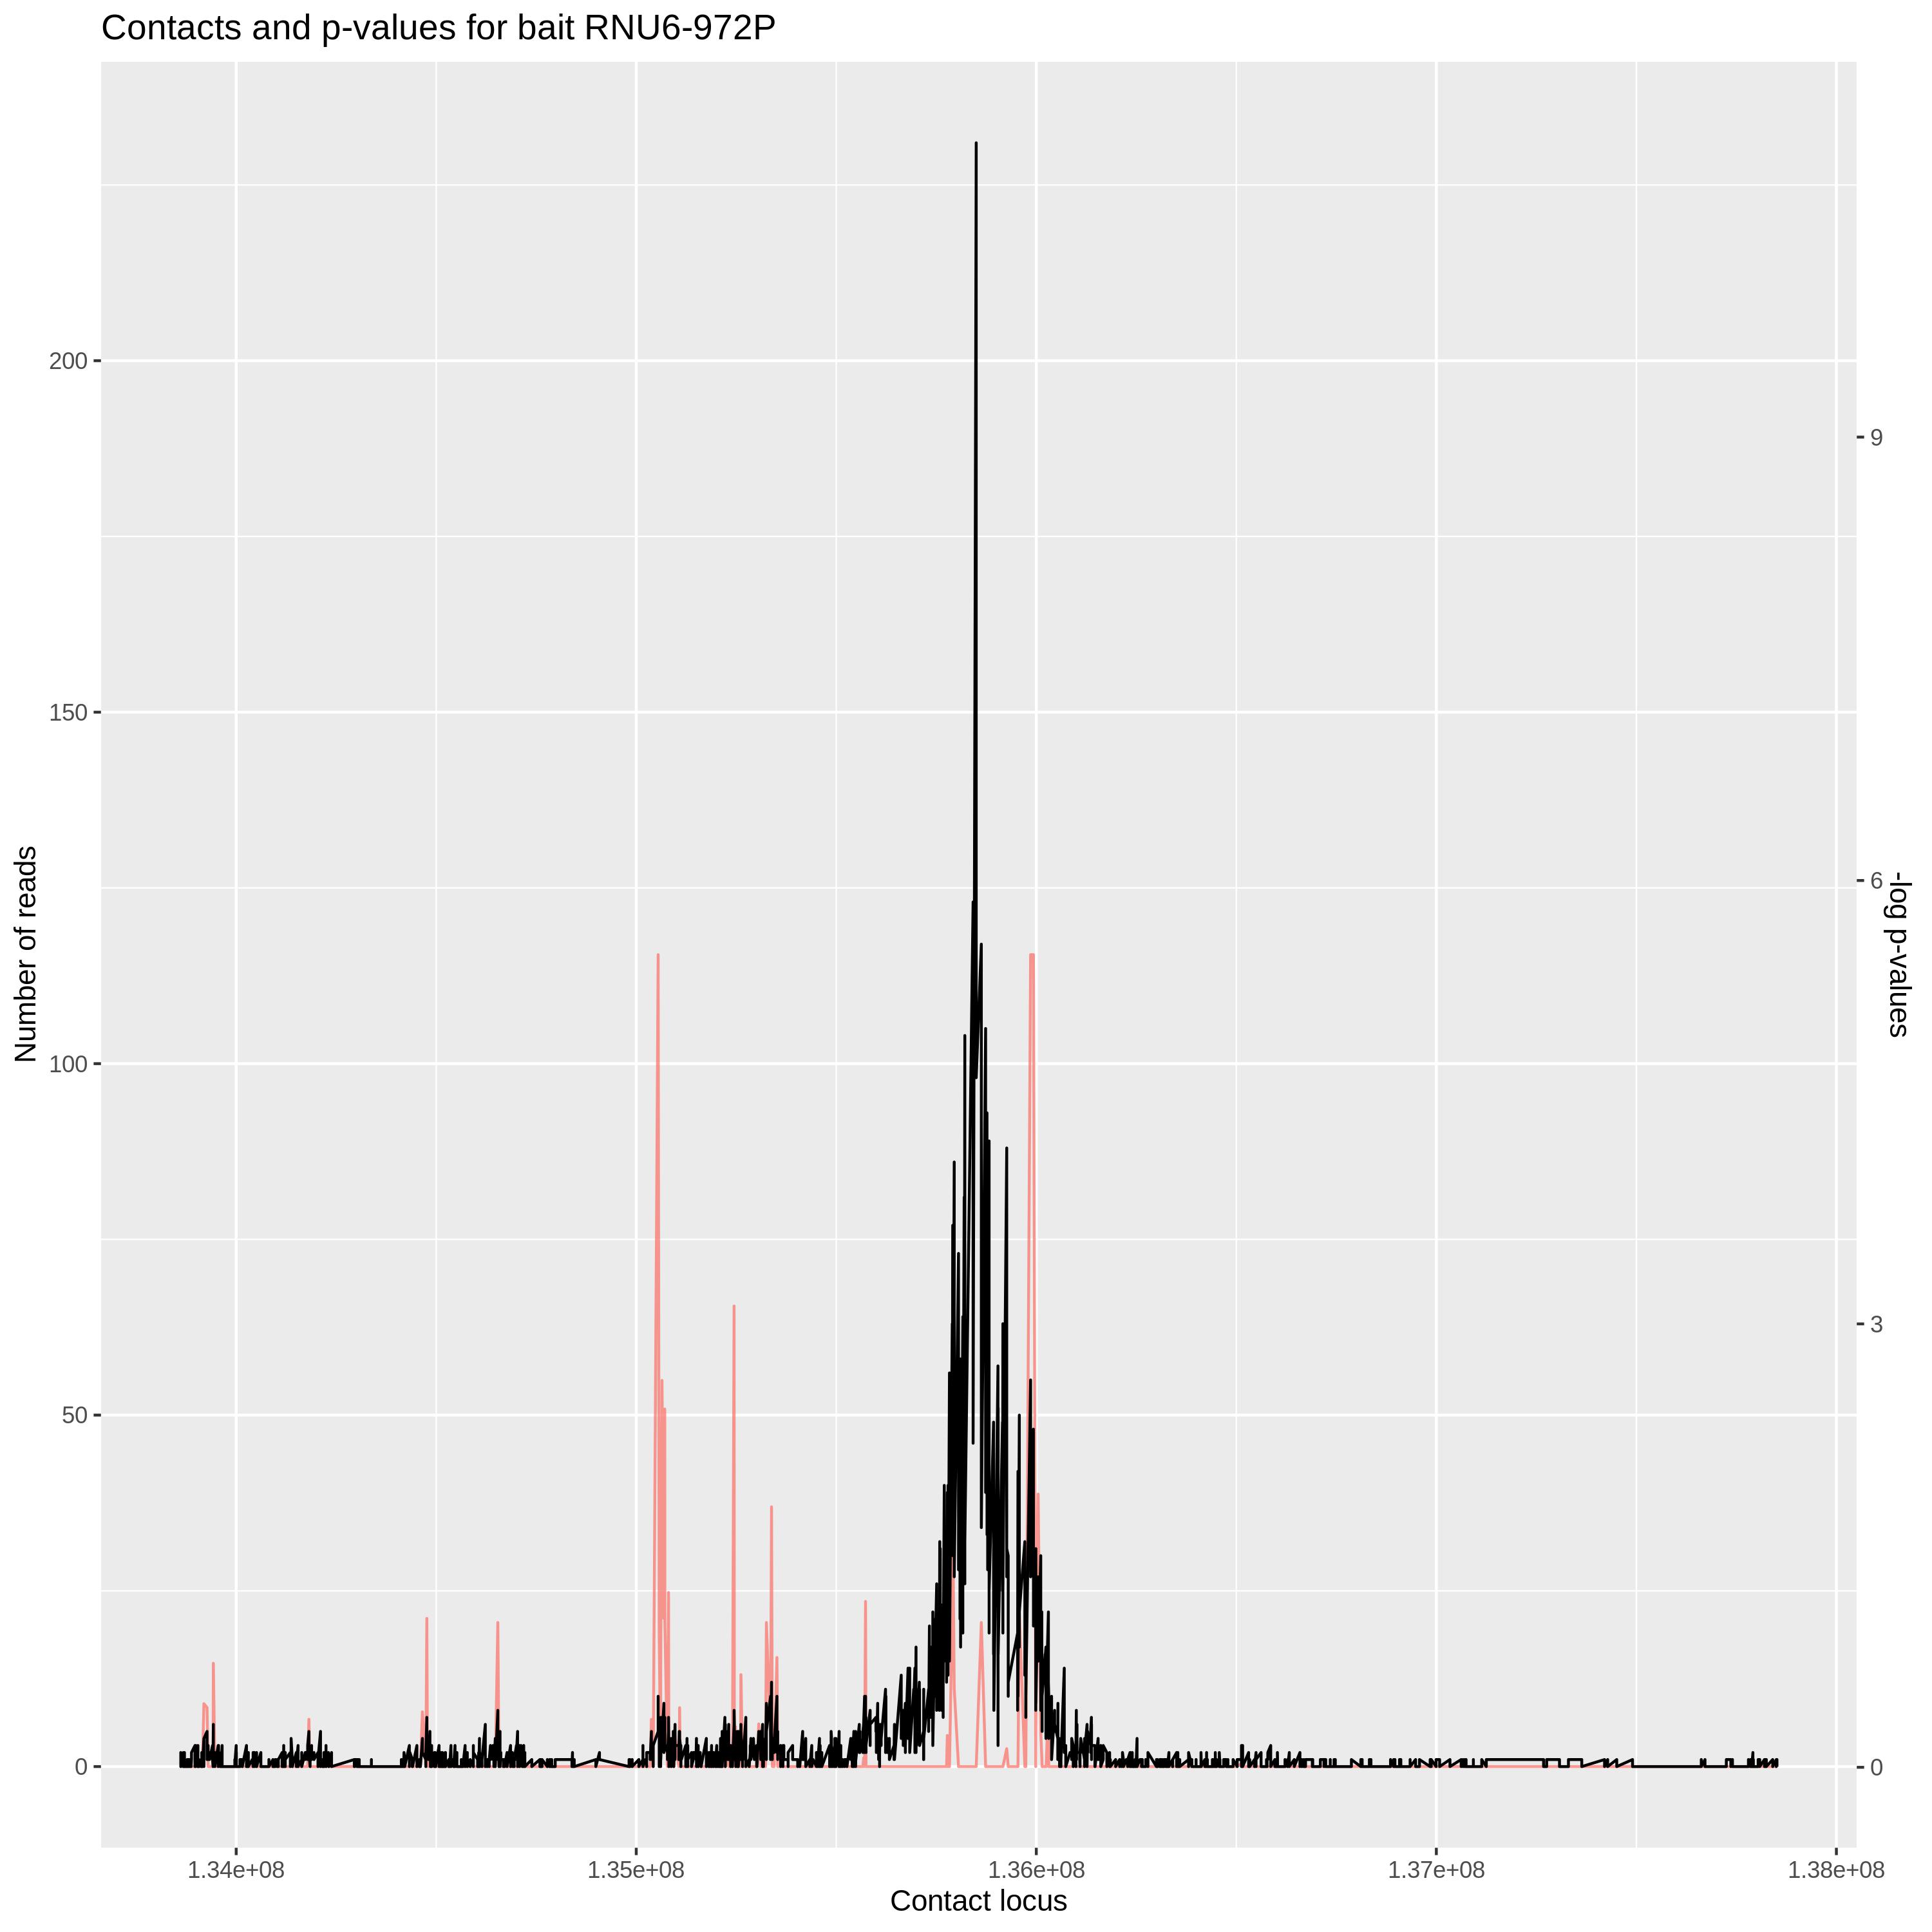 Contacts and p-values for bait RNU6-972P
Number of reads
200
150
100
50
0
9
6
3
0
-log p-values
1.34e+08
1.35e+08
1.36e+08
1.37e+08
1.38e+08
Contact locus